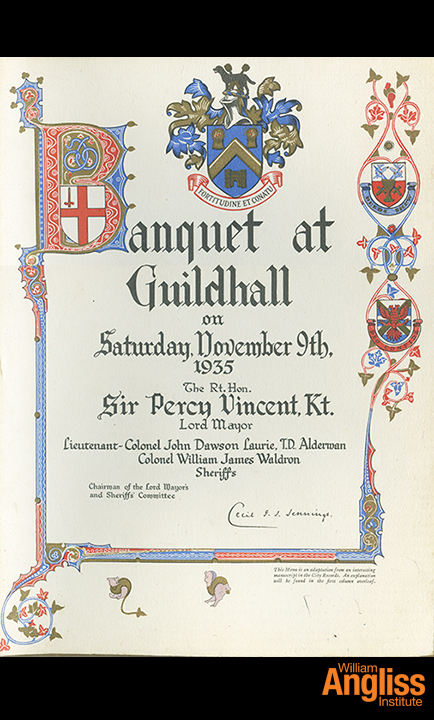 FORTITUDINE ET CONATU
Banquet at
Guildhall
on
Saturday, November 9th,
1935
The Rt. Hon.
Sir Percy Vincent, Kt.
Lord Mayor
Lieutenant-Colonel John Dawson Laurie, T.D. Alderman
Colonel William James Waldron
Sheriffs
Chairman of the Lord Mayor's
and Sheriffs' Committee
Cecil F. J. Jennings.
This Menu is an adaptation from an interesting
manuscript in the City Records. An explanation
will be found in the first column overleaf.
William
Angliss
Institute